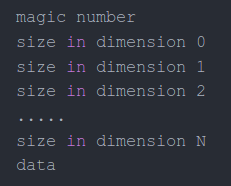 magic number
size in dimension 0
size in dimension 1
size in dimension 2
.....
size in dimension N
data